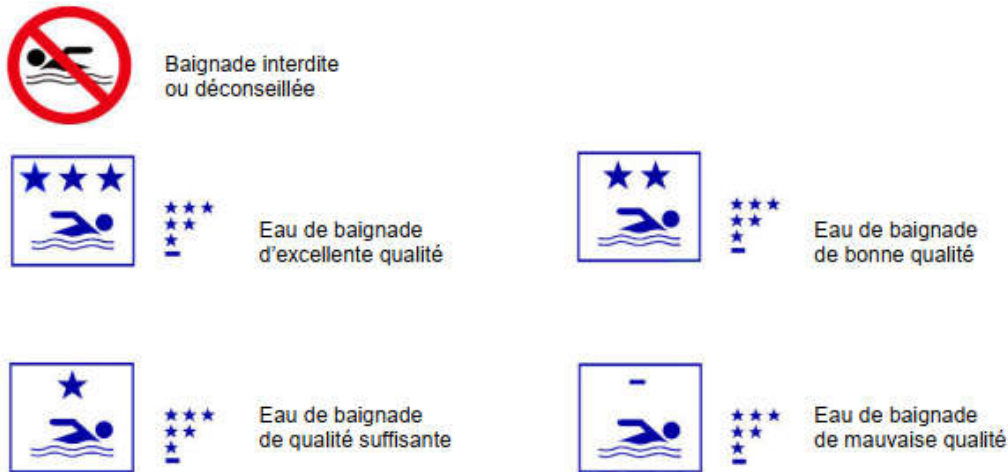 Baignade interdite
ou déconseillée
Eau de baignade
d'excellente qualité
Eau de baignade
de bonne qualité
Eau de baignade
de qualité suffisante
Eau de baignade
de mauvaise qualité